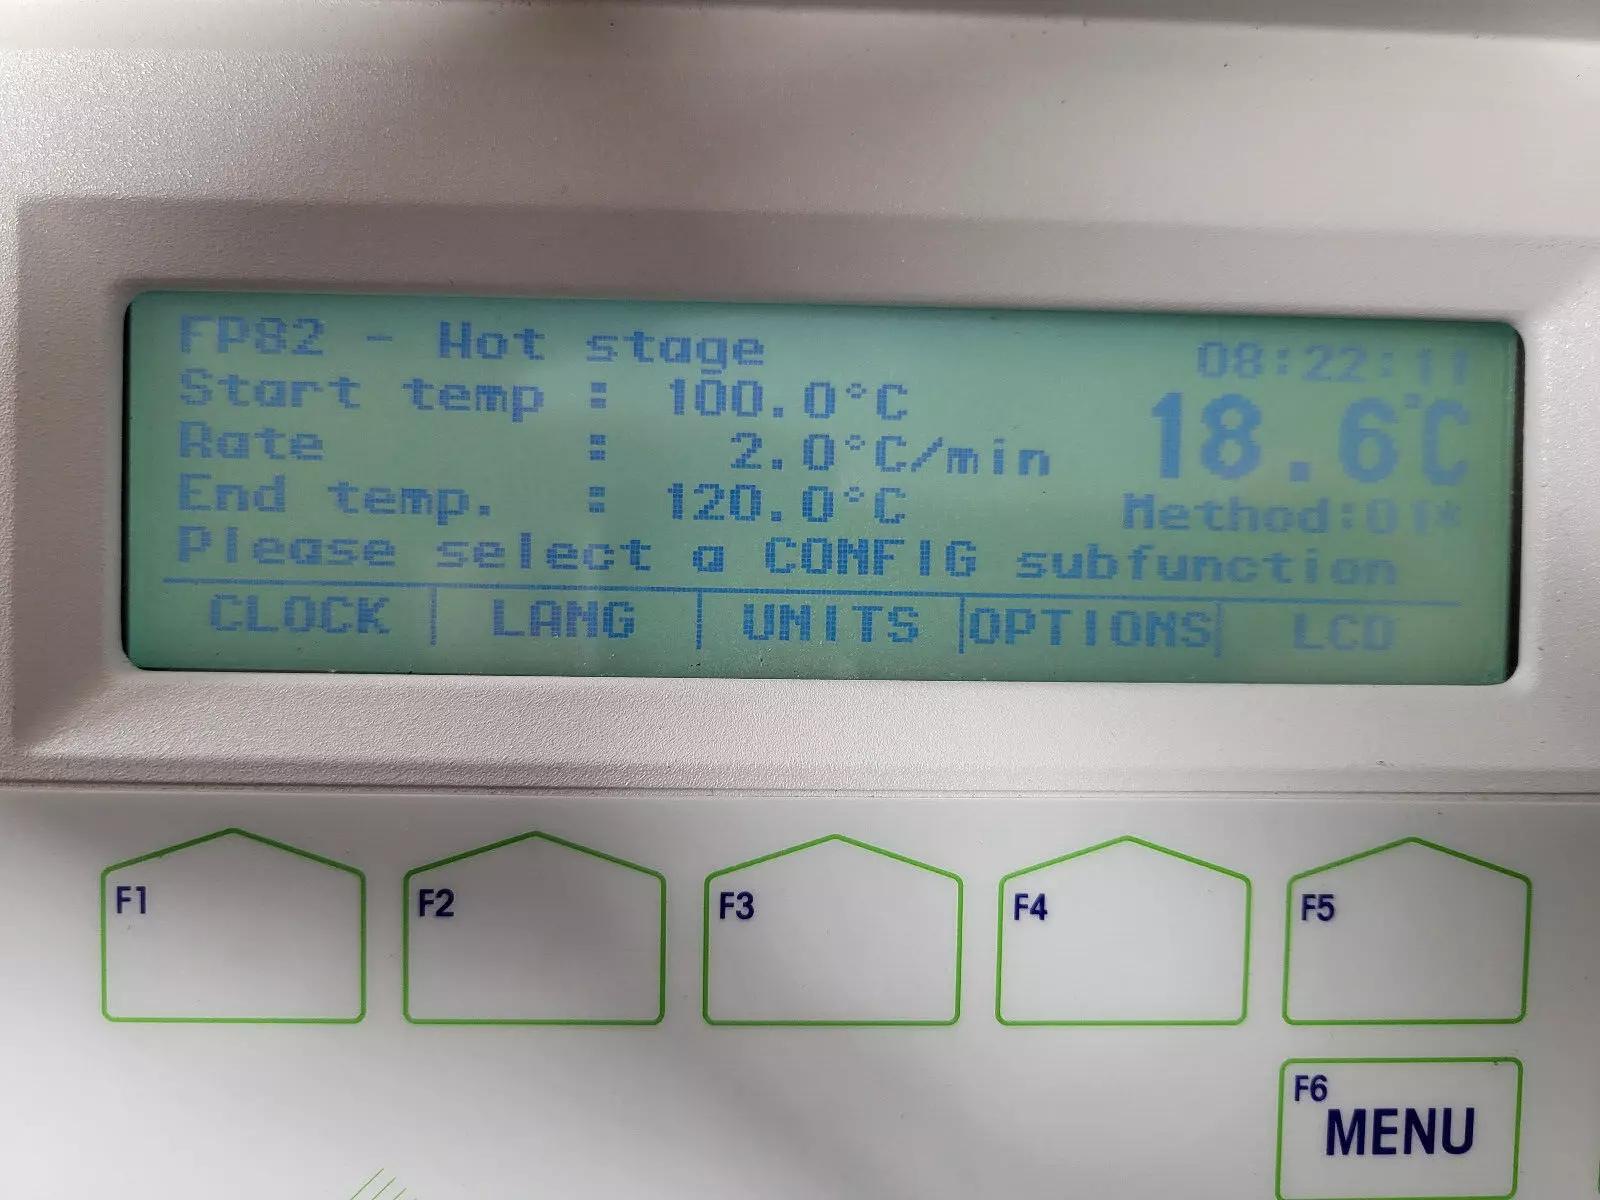 FP82 - Hot stage 08:22:11
Start temp : 100.0°C 18.6°C
Rate : 2.0°C/min
End temp. : 120.0°C Method:01*
Please select a CONFIG subfunction
CLOCK LANG UNITS OPTIONS LCD
F1 F2 F3 F4 F5
F6
MENU